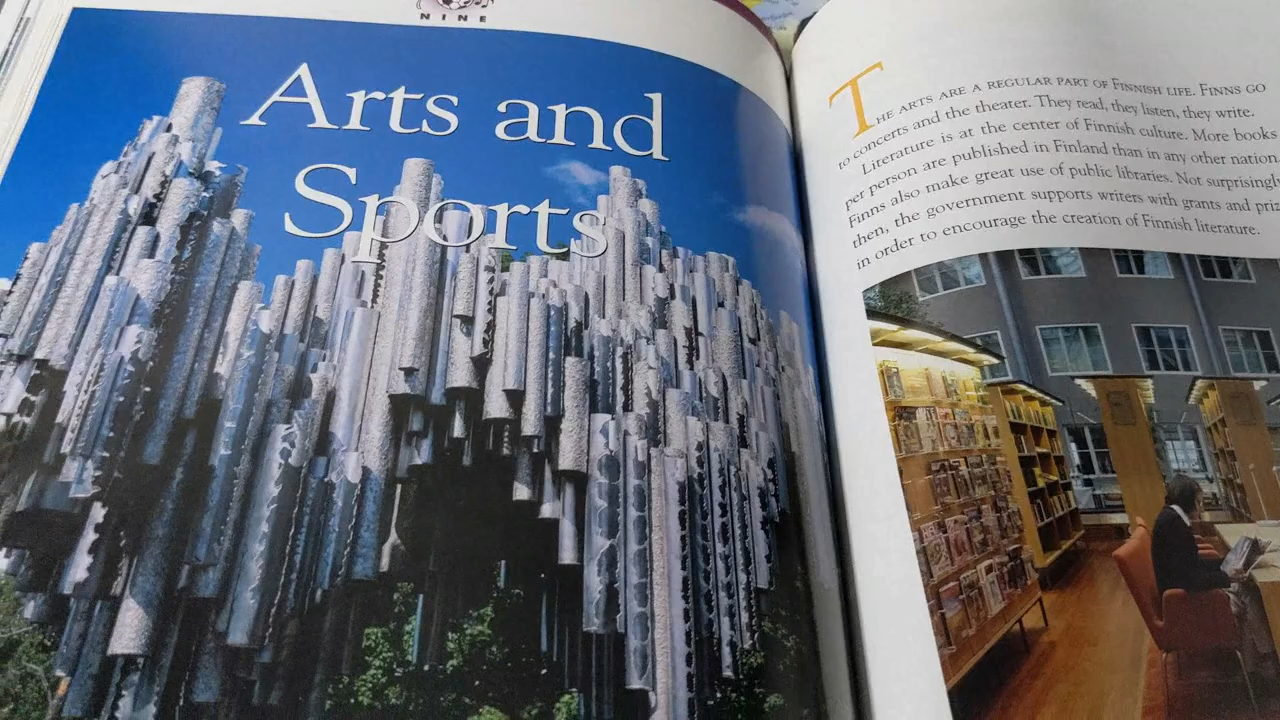 NINE
Arts and
Sports
THE ARTS ARE A REGULAR PART OF FINNISH LIFE. FINNS GO
to concerts and the theater. They read, they listen, they write.
Literature is at the center of Finnish culture. More books
per person are published in Finland than in any other nation.
Finns also make great use of public libraries. Not surprisingly
then, the government supports writers with grants and priz
in order to encourage the creation of Finnish literature.